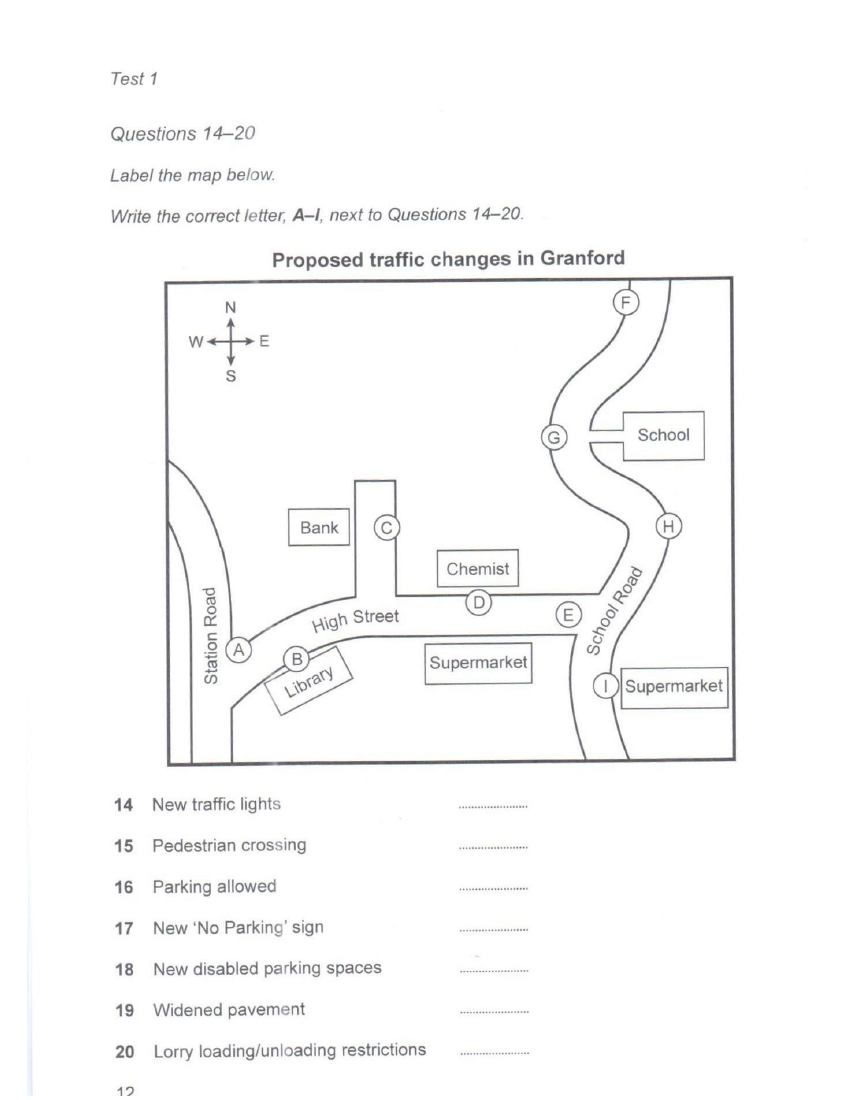 Test 1
Questions 14–20
Label the map below.
Write the correct letter, A–I, next to Questions 14–20.
Proposed traffic changes in Granford
N
W E
S
F
G
School
H
Bank
C
Chemist
D
E
High Street
School Road
Station Road
A
B
Library
Supermarket
I
Supermarket
14 New traffic lights ........................
15 Pedestrian crossing ........................
16 Parking allowed ........................
17 New ‘No Parking’ sign ........................
18 New disabled parking spaces ........................
19 Widened pavement ........................
20 Lorry loading/unloading restrictions ........................
12